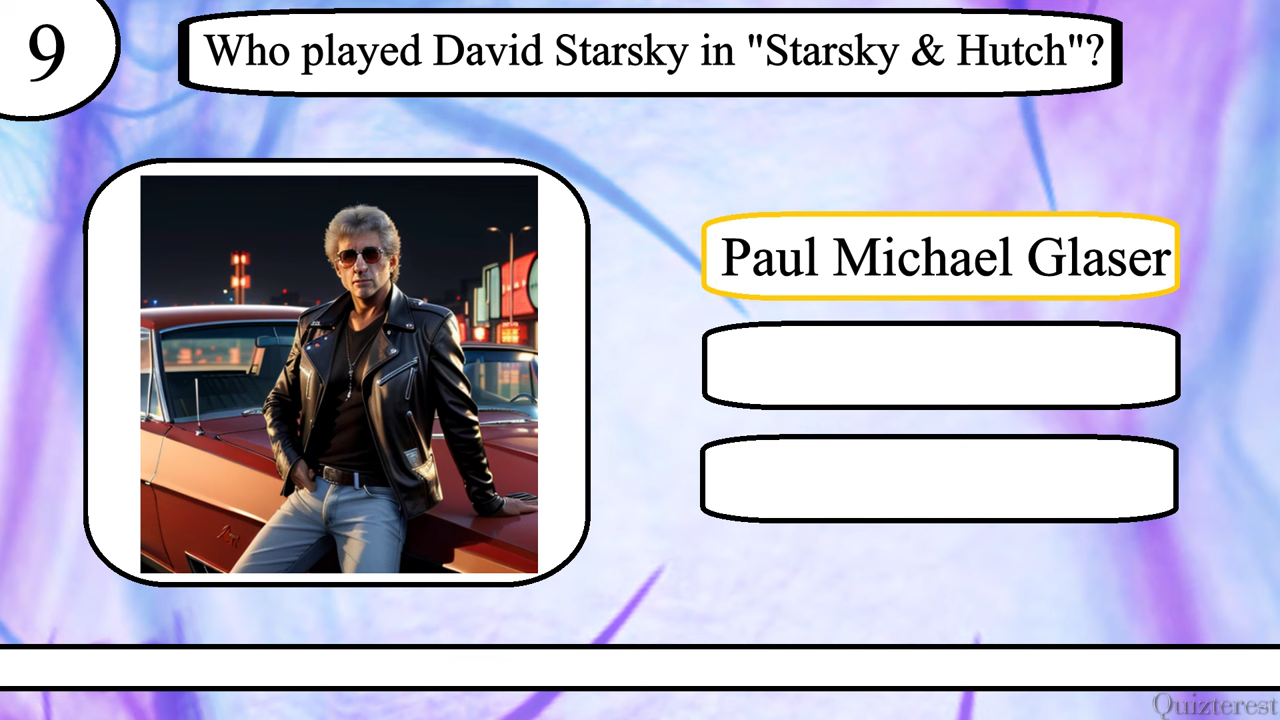 9
Who played David Starsky in "Starsky & Hutch"?
Paul Michael Glaser
Quizterest